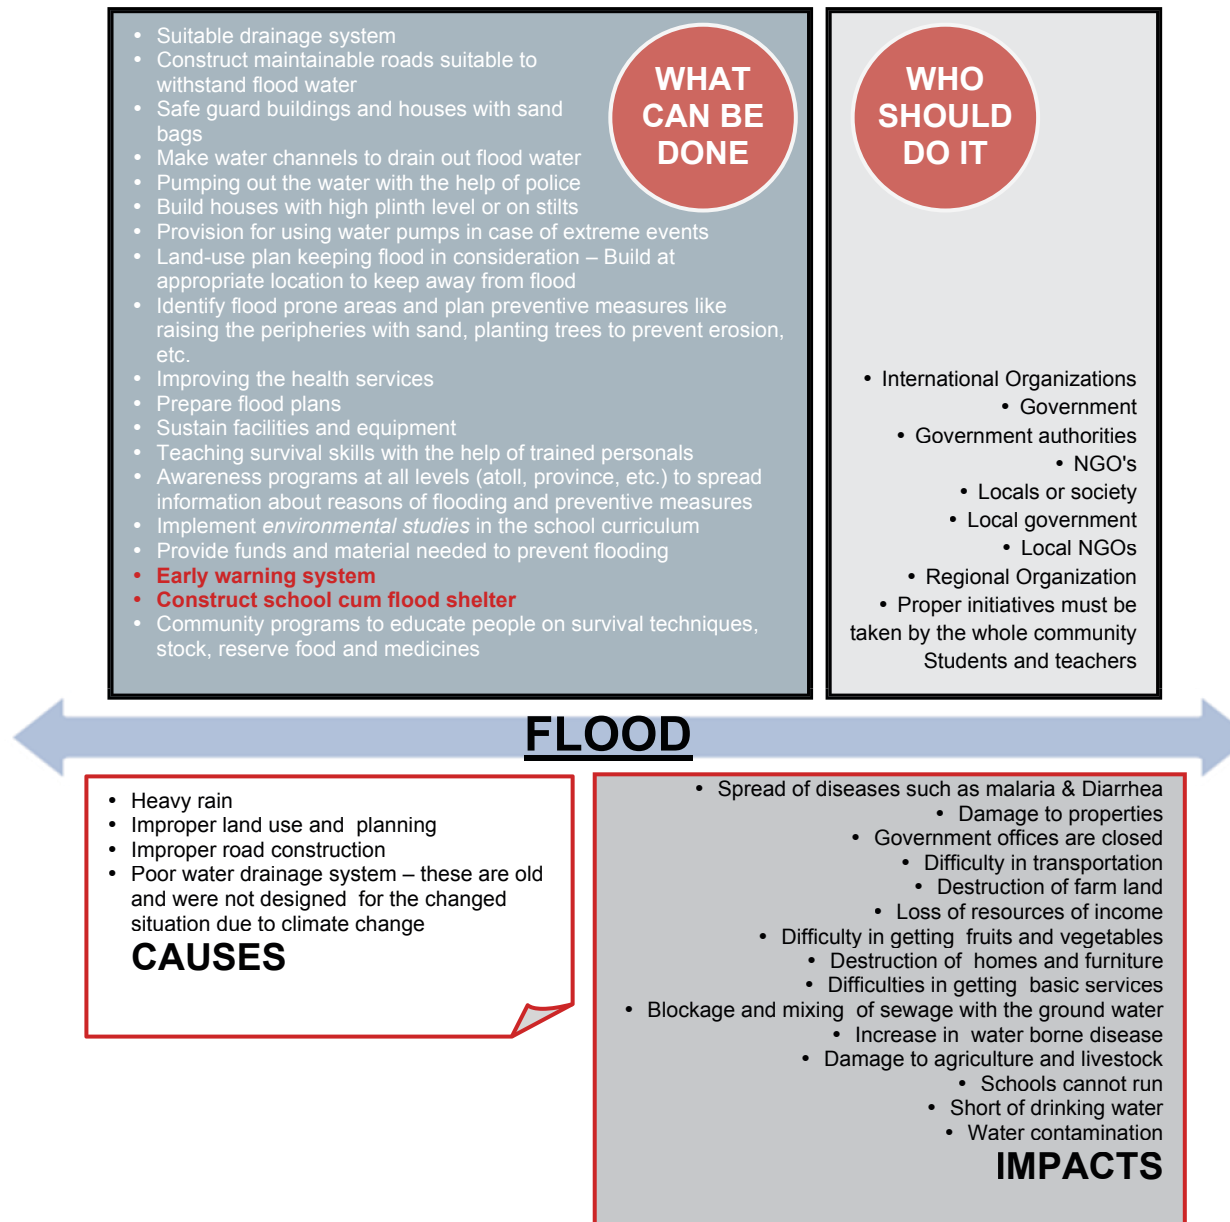 • Suitable drainage system
• Construct maintainable roads suitable to
withstand flood water
• Safe guard buildings and houses with sand
bags
• Make water channels to drain out flood water
• Pumping out the water with the help of police
• Build houses with high plinth level or on stilts
• Provision for using water pumps in case of extreme events
• Land-use plan keeping flood in consideration – Build at
appropriate location to keep away from flood
• Identify flood prone areas and plan preventive measures like
raising the peripheries with sand, planting trees to prevent erosion,
etc.
• Improving the health services
• Prepare flood plans
• Sustain facilities and equipment
• Teaching survival skills with the help of trained personals
• Awareness programs at all levels (atoll, province, etc.) to spread
information about reasons of flooding and preventive measures
• Implement environmental studies in the school curriculum
• Provide funds and material needed to prevent flooding
• Early warning system
• Construct school cum flood shelter
• Community programs to educate people on survival techniques,
stock, reserve food and medicines
WHAT
CAN BE
DONE
WHO
SHOULD
DO IT
• International Organizations
• Government
• Government authorities
• NGO's
• Locals or society
• Local government
• Local NGOs
• Regional Organization
• Proper initiatives must be
taken by the whole community
Students and teachers
FLOOD
• Heavy rain
• Improper land use and planning
• Improper road construction
• Poor water drainage system – these are old
and were not designed for the changed
situation due to climate change
CAUSES
• Spread of diseases such as malaria & Diarrhea
• Damage to properties
• Government offices are closed
• Difficulty in transportation
• Destruction of farm land
• Loss of resources of income
• Difficulty in getting fruits and vegetables
• Destruction of homes and furniture
• Difficulties in getting basic services
• Blockage and mixing of sewage with the ground water
• Increase in water borne disease
• Damage to agriculture and livestock
• Schools cannot run
• Short of drinking water
• Water contamination
IMPACTS